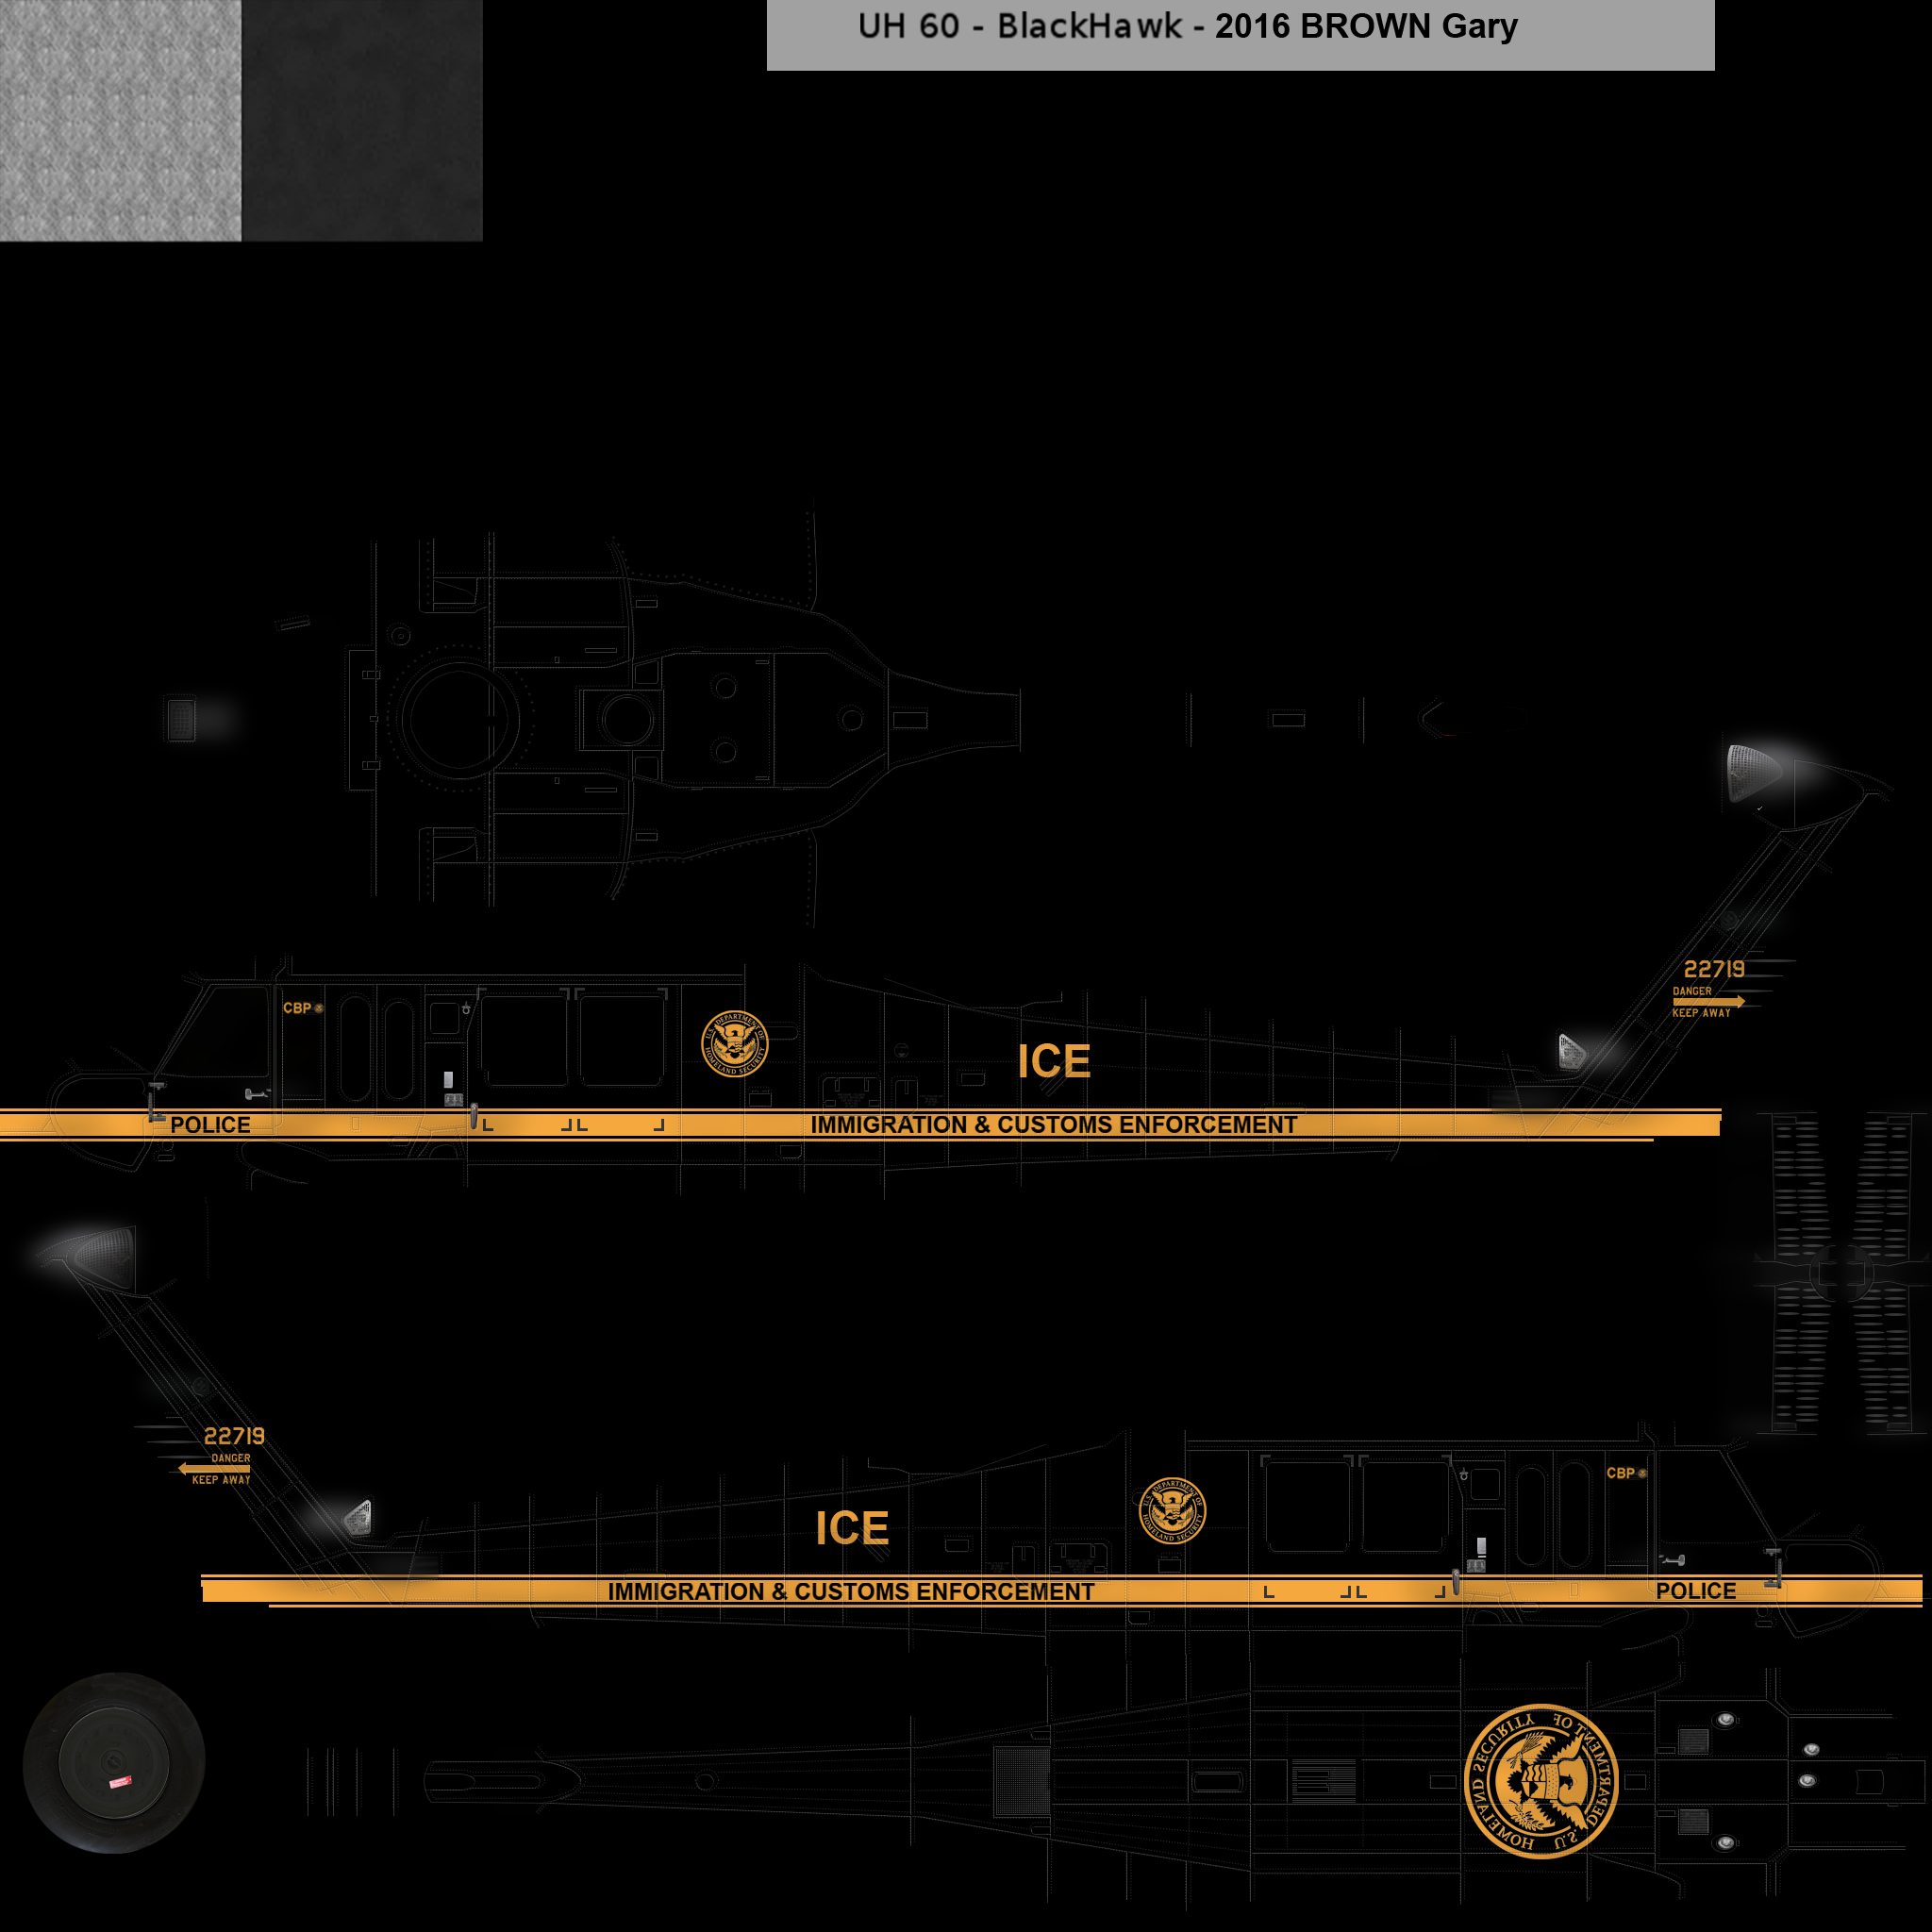 UH 60 - BlackHawk - 2016 BROWN Gary
22719
DANGER
KEEP AWAY
CBP
U.S. DEPARTMENT OF
HOMELAND SECURITY
ICE
POLICE
IMMIGRATION & CUSTOMS ENFORCEMENT
22719
DANGER
KEEP AWAY
CBP
U.S. DEPARTMENT OF
HOMELAND SECURITY
ICE
IMMIGRATION & CUSTOMS ENFORCEMENT
POLICE
U.S. DEPARTMENT OF
HOMELAND SECURITY